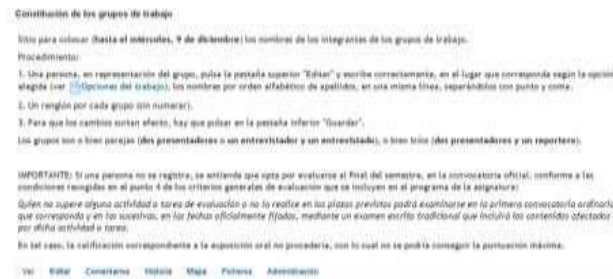 Constitución de los grupos de trabajo
Sitio para colocar (hasta el miércoles, 9 de diciembre) los nombres de los integrantes de los grupos de trabajo.
Procedimiento:
1. Una persona, en representación del grupo, pulsa la pestaña superior "Editar" y escribe correctamente, en el lugar que corresponda según la opción
elegida (ver Opciones del trabajo), los nombres por orden alfabético de apellidos, en una misma línea, separándolos con punto y coma.
2. Un renglón por cada grupo (sin numerar).
3. Para que los cambios surtan efecto, hay que pulsar en la pestaña inferior "Guardar".
Los grupos son o bien parejas (dos presentadores o un entrevistador y un entrevistado), o bien tríos (dos presentadores y un reportero).
IMPORTANTE: Si una persona no se registra, se entiende que opta por evaluarse al final del semestre, en la convocatoria oficial, conforme a las
condiciones recogidas en el punto 4 de los criterios generales de evaluación que se incluyen en el programa de la asignatura:
Quien no supere alguna actividad o tarea de evaluación o no la realice en los plazos previstos podrá examinarse en la primera convocatoria ordinaria
que corresponda y en las sucesivas, en las fechas oficialmente fijadas, mediante un examen escrito tradicional que incluirá los contenidos afectados
por dicha actividad o tarea.
En tal caso, la calificación correspondiente a la exposición oral no procedería, con lo cual no se podría conseguir la puntuación máxima.
Ver Editar Comentarios Historia Mapa Ficheros Administración